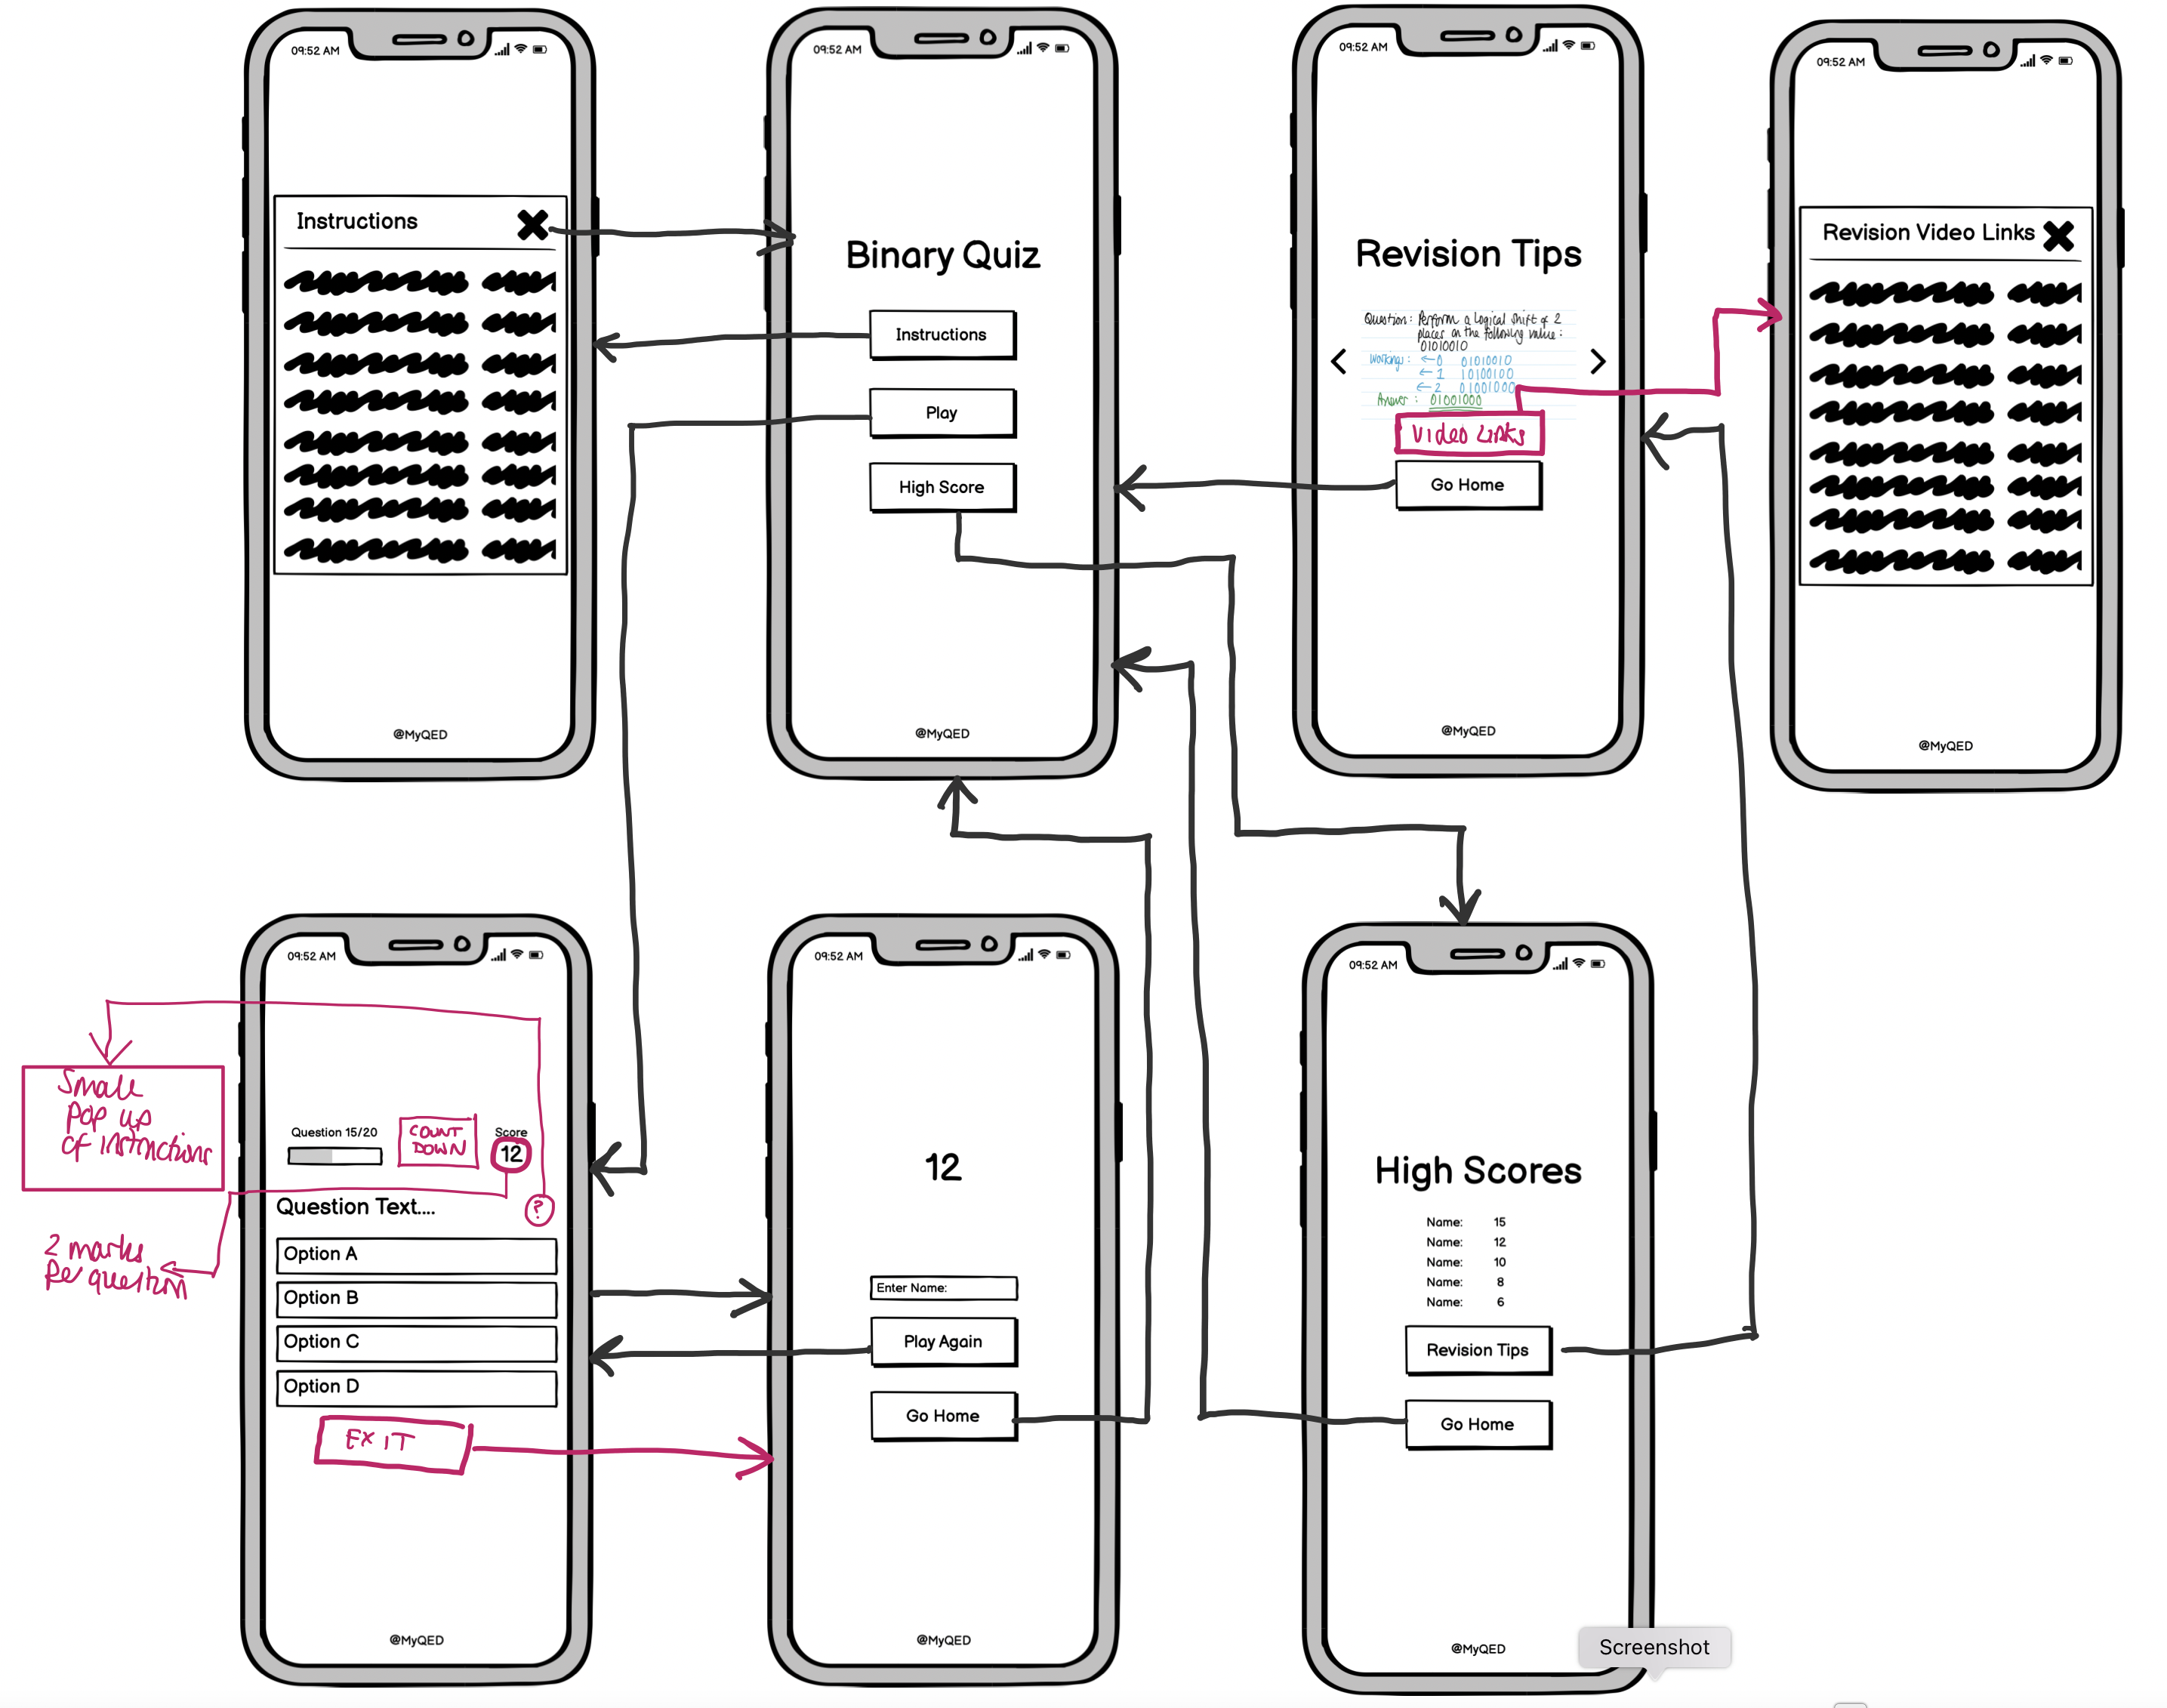 09:52 AM
Instructions
@MyQED
09:52 AM
Binary Quiz
Instructions
Play
High Score
@MyQED
09:52 AM
Revision Tips
Question: Perform a logical shift of 2
places on the following value:
01010010
Workings: ←0 01010010
←1 10100100
←2 01001000
Answer: 01001000
Video Links
Go Home
@MyQED
09:52 AM
Revision Video Links
@MyQED
Small
Pop up
of instructions
2 marks
Per question
09:52 AM
Question 15/20
COUNT
DOWN
Score
12
Question Text....
?
Option A
Option B
Option C
Option D
EXIT
@MyQED
09:52 AM
12
Enter Name:
Play Again
Go Home
@MyQED
09:52 AM
High Scores
Name: 15
Name: 12
Name: 10
Name: 8
Name: 6
Revision Tips
Go Home
@MyQED
Screenshot